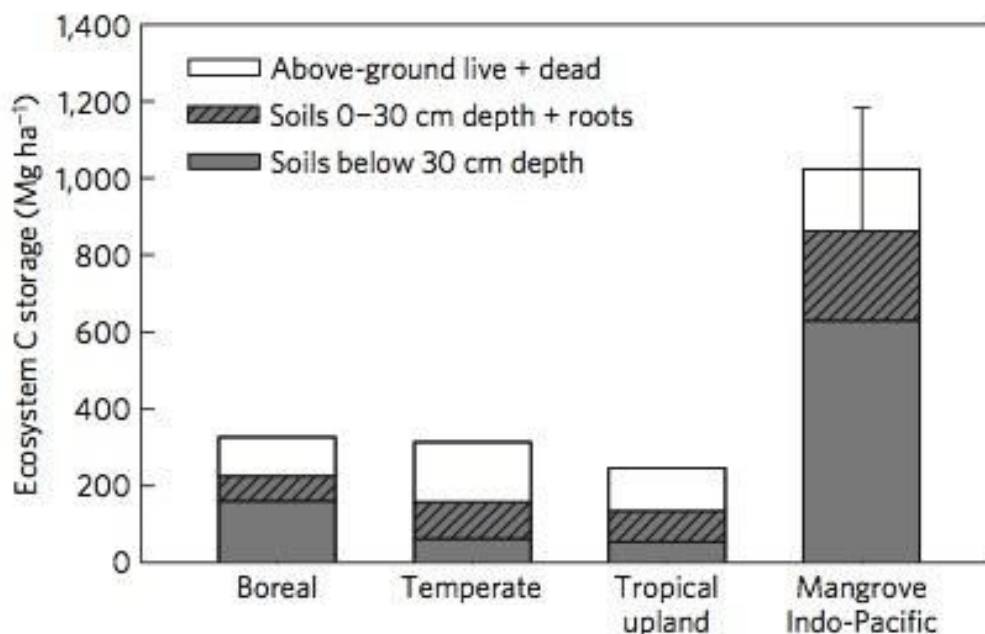 1,400
1,200
1,000
800
600
400
200
0
Ecosystem C storage (Mg ha⁻¹)
Above-ground live + dead
Soils 0–30 cm depth + roots
Soils below 30 cm depth
Boreal
Temperate
Tropical
upland
Mangrove
Indo-Pacific